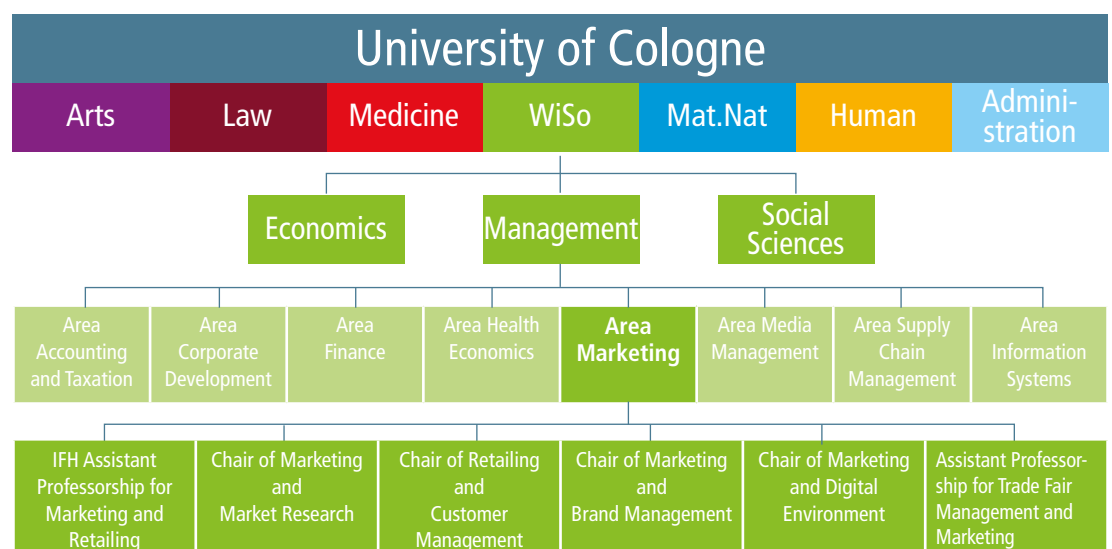 University of Cologne
Arts
Law
Medicine
WiSo
Mat.Nat
Human
Admini-
stration
Economics
Management
Social
Sciences
Area
Accounting
and Taxation
Area
Corporate
Development
Area
Finance
Area Health
Economics
Area
Marketing
Area Media
Management
Area Supply
Chain
Management
Area
Information
Systems
IFH Assistant
Professorship for
Marketing and
Retailing
Chair of Marketing
and
Market Research
Chair of Retailing
and
Customer
Management
Chair of Marketing
and
Brand Management
Chair of Marketing
and Digital
Environment
Assistant Professor-
ship for Trade Fair
Management and
Marketing